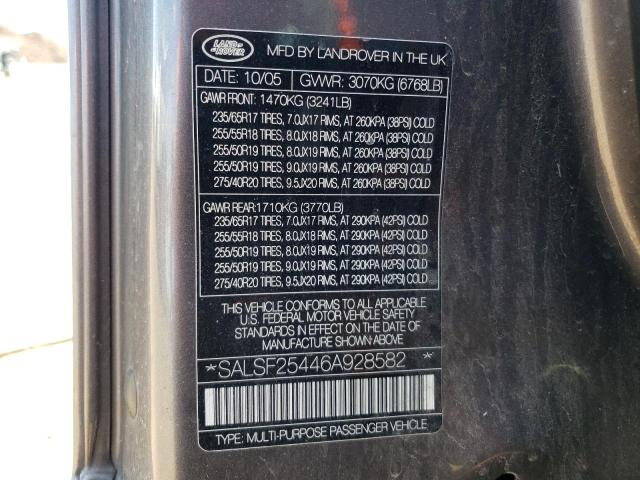 LAND ROVER
MFD BY LANDROVER IN THE UK
DATE: 10/05 GVWR: 3070KG (6768LB)
GAWR FRONT: 1470KG (3241LB)
235/65R17 TIRES, 7.0JX17 RIMS, AT 260KPA (38PSI) COLD
255/55R18 TIRES, 8.0JX18 RIMS, AT 260KPA (38PSI) COLD
255/50R19 TIRES, 8.0JX19 RIMS, AT 260KPA (38PSI) COLD
255/50R19 TIRES, 9.0JX19 RIMS, AT 260KPA (38PSI) COLD
275/40R20 TIRES, 9.5JX20 RIMS, AT 260KPA (38PSI) COLD
GAWR REAR: 1710KG (3770LB)
235/65R17 TIRES, 7.0JX17 RIMS, AT 290KPA (42PSI) COLD
255/55R18 TIRES, 8.0JX18 RIMS, AT 290KPA (42PSI) COLD
255/50R19 TIRES, 8.0JX19 RIMS, AT 290KPA (42PSI) COLD
255/50R19 TIRES, 9.0JX19 RIMS, AT 290KPA (42PSI) COLD
275/40R20 TIRES, 9.5JX20 RIMS, AT 290KPA (42PSI) COLD
THIS VEHICLE CONFORMS TO ALL APPLICABLE
U.S. FEDERAL MOTOR VEHICLE SAFETY
STANDARDS IN EFFECT ON THE DATE OF
MANUFACTURE SHOWN ABOVE
*SALSF25446A928582*
TYPE: MULTI-PURPOSE PASSENGER VEHICLE